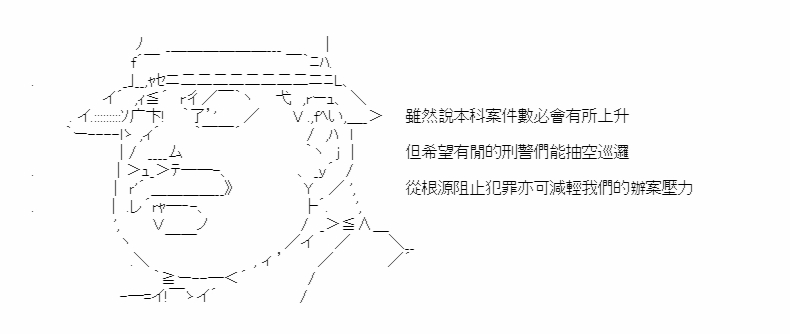 雖然說本科案件數必會有所上升
但希望有閒的刑警們能抽空巡邏
從根源阻止犯罪亦可減輕我們的辦案壓力